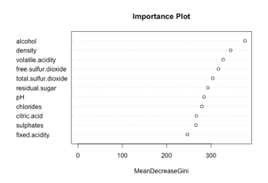 Importance Plot
alcohol
density
volatile.acidity
free.sulfur.dioxide
total.sulfur.dioxide
residual.sugar
pH
chlorides
citric.acid
sulphates
fixed.acidity
0 100 200 300
MeanDecreaseGini